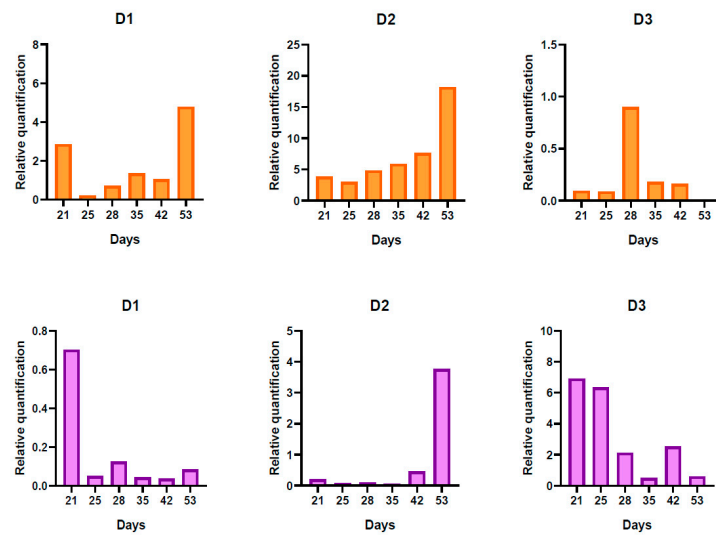 D1
Relative quantification
8
6
4
2
0
21 25 28 35 42 53
Days
D2
Relative quantification
25
20
15
10
5
0
21 25 28 35 42 53
Days
D3
Relative quantification
1.5
1.0
0.5
0.0
21 25 28 35 42 53
Days
D1
Relative quantification
0.8
0.6
0.4
0.2
0.0
21 25 28 35 42 53
Days
D2
Relative quantification
5
4
3
2
1
0
21 25 28 35 42 53
Days
D3
Relative quantification
10
8
6
4
2
0
21 25 28 35 42 53
Days